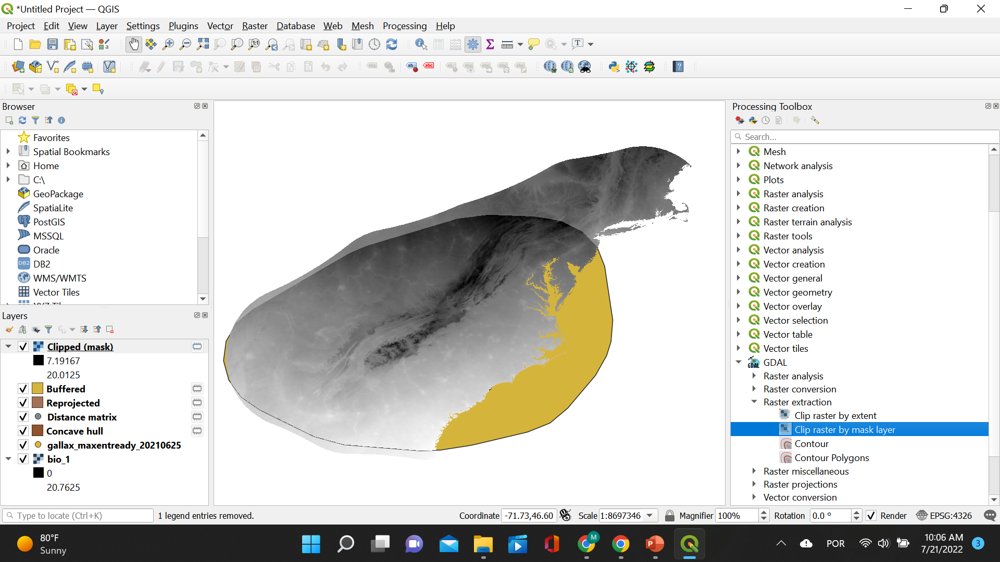 *Untitled Project — QGIS
Project Edit View Layer Settings Plugins Vector Raster Database Web Mesh Processing Help
Browser
Favorites
Spatial Bookmarks
Home
C:\
GeoPackage
SpatiaLite
PostGIS
MSSQL
Oracle
DB2
WMS/WMTS
Vector Tiles
Layers
Clipped (mask)
7.19167
20.0125
Buffered
Reprojected
Distance matrix
Concave hull
gallax_maxentready_20210625
bio_1
0
20.7625
Processing Toolbox
Search...
Mesh
Network analysis
Plots
Raster analysis
Raster creation
Raster terrain analysis
Raster tools
Vector analysis
Vector creation
Vector general
Vector geometry
Vector overlay
Vector selection
Vector table
Vector tiles
GDAL
Raster analysis
Raster conversion
Raster extraction
Clip raster by extent
Clip raster by mask layer
Contour
Contour Polygons
Raster miscellaneous
Raster projections
Vector conversion
Type to locate (Ctrl+K) 1 legend entries removed. Coordinate -71.73,46.60 Scale 1:8697346 Magnifier 100% Rotation 0.0 ° Render EPSG:4326
80°F
Sunny
POR
10:06 AM
7/21/2022
3